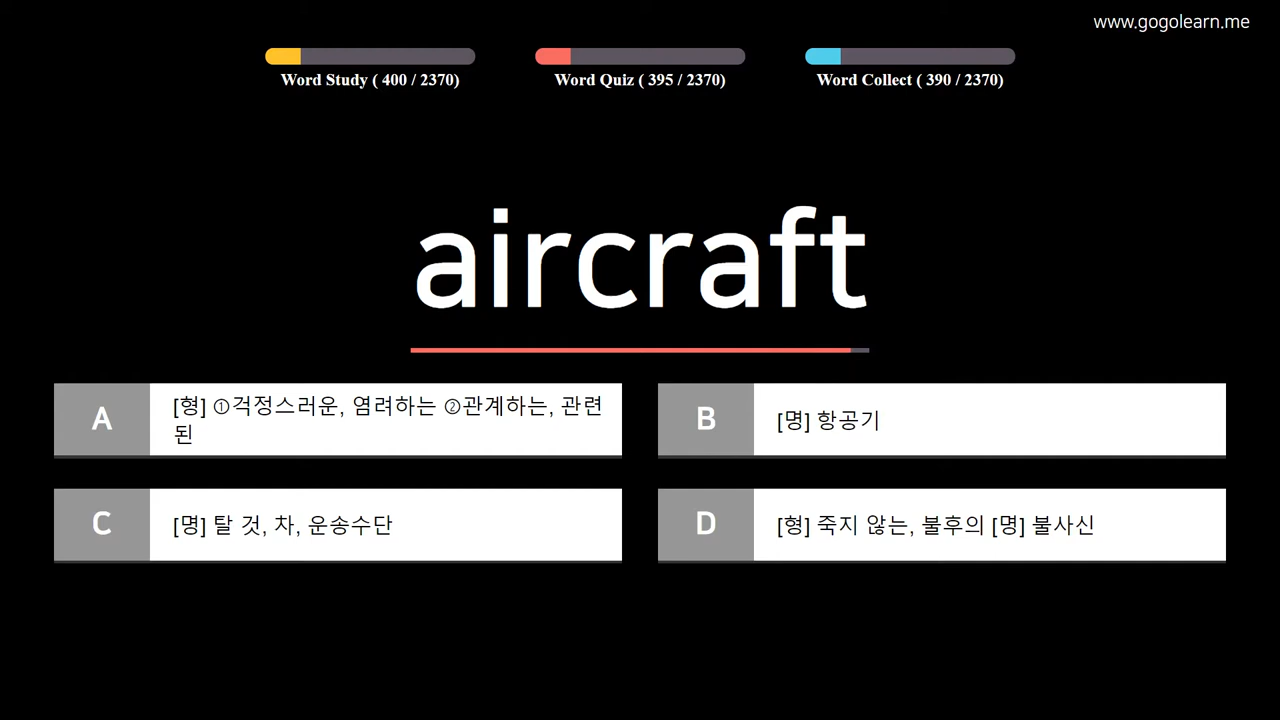 www.gogolearn.me
Word Study ( 400 / 2370)
Word Quiz ( 395 / 2370)
Word Collect ( 390 / 2370)
aircraft
A
[형] ①걱정스러운, 염려하는 ②관계하는, 관련
된
B
[명] 항공기
C
[명] 탈 것, 차, 운송수단
D
[형] 죽지 않는, 불후의 [명] 불사신